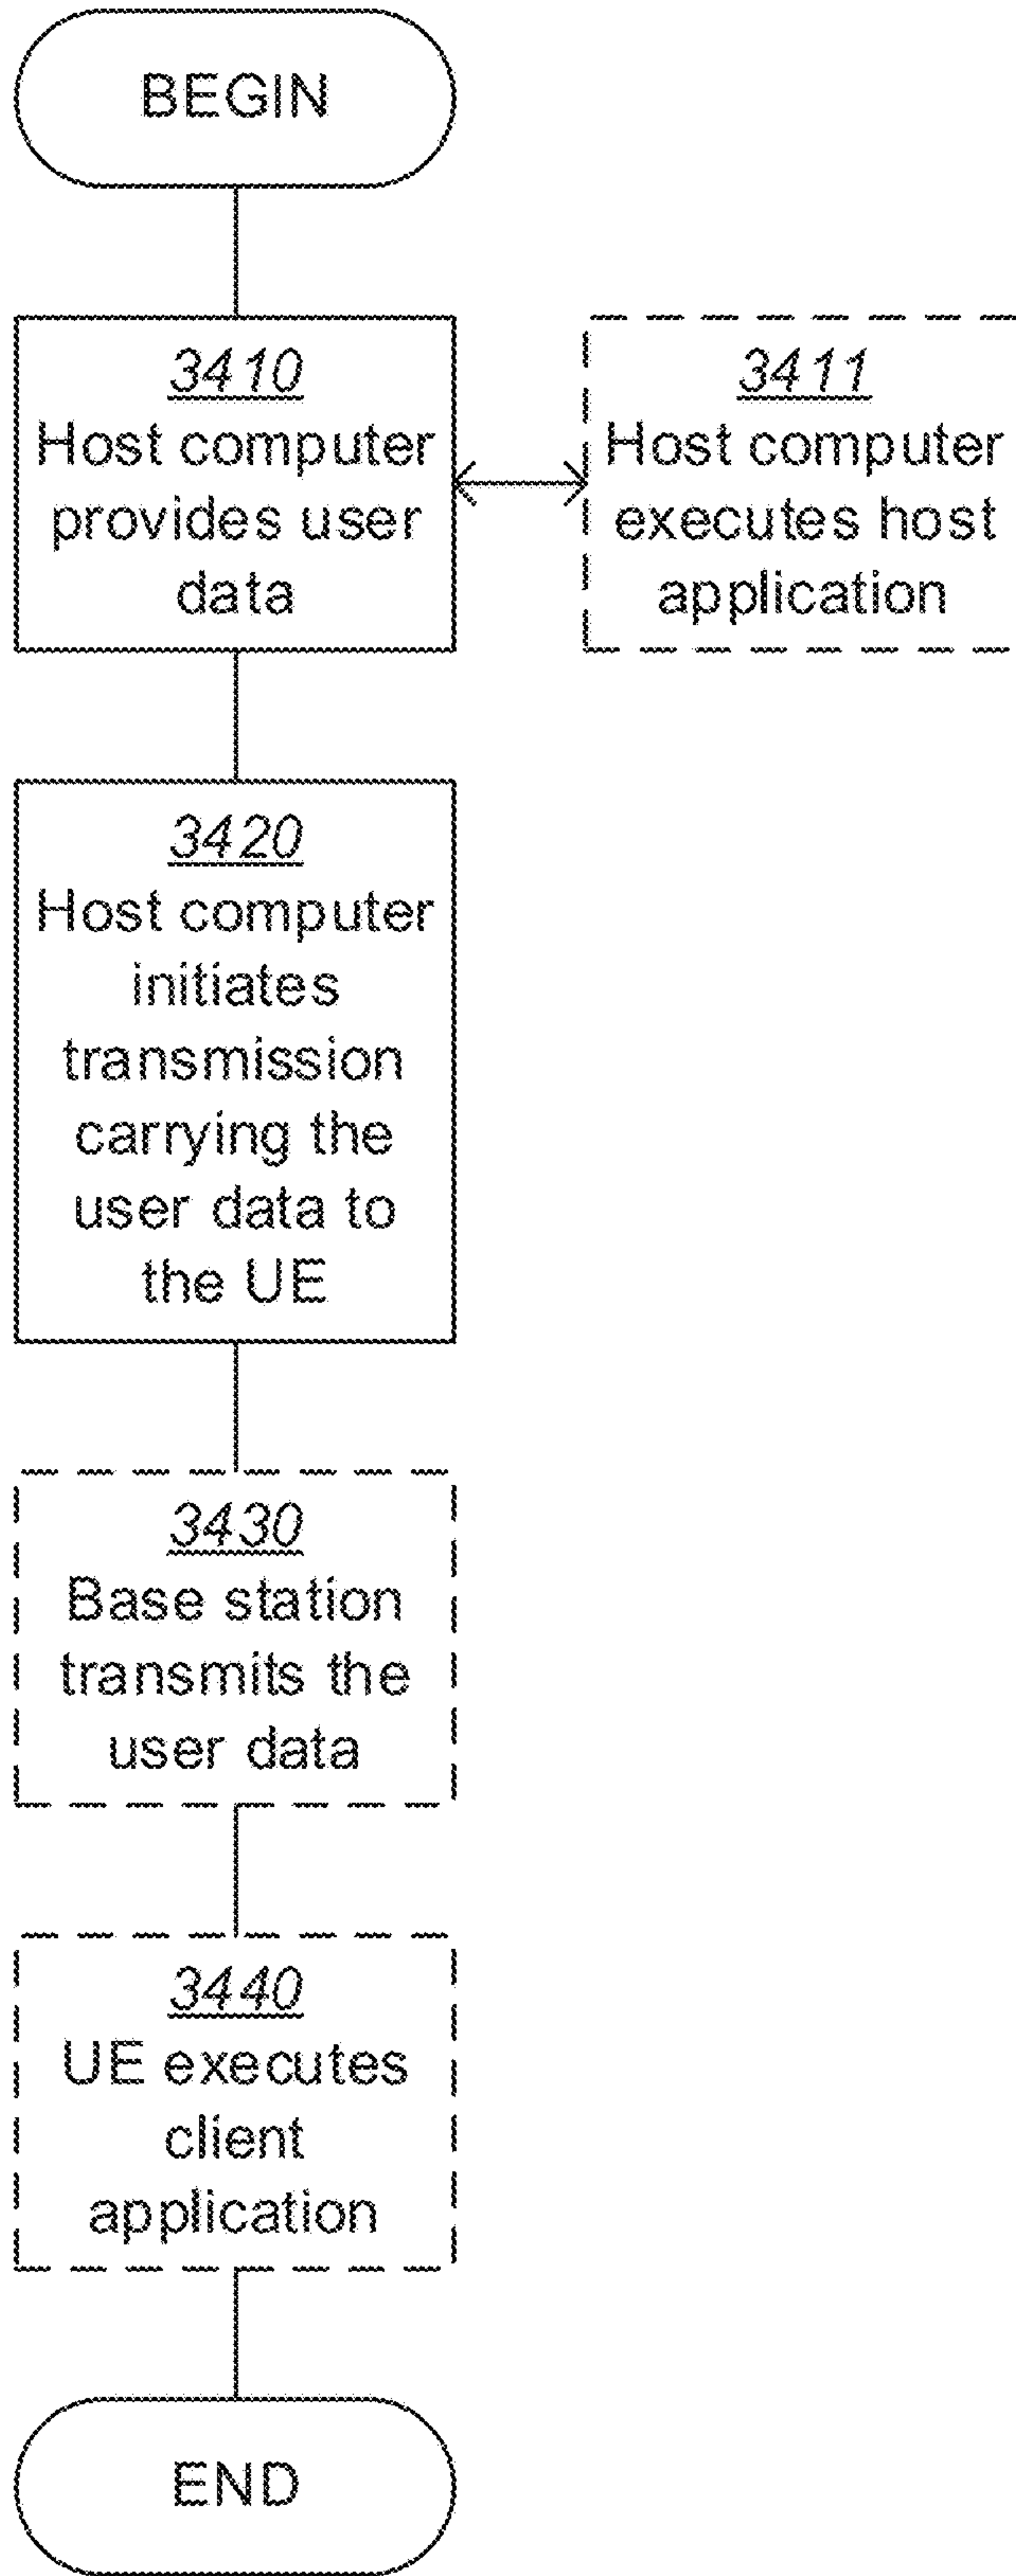 BEGIN
3410
Host computer
provides user
data
3411
Host computer
executes host
application
3420
Host computer
initiates
transmission
carrying the
user data to
the UE
3430
Base station
transmits the
user data
3440
UE executes
client
application
END